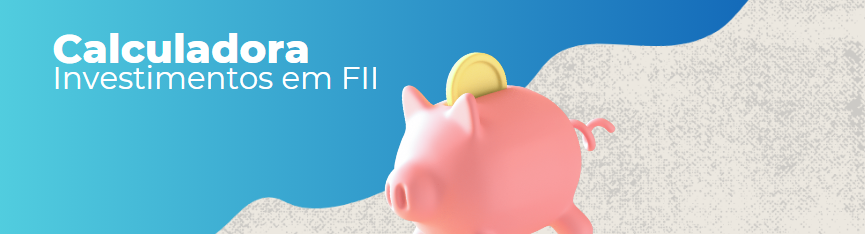 Calculadora
Investimentos em FII